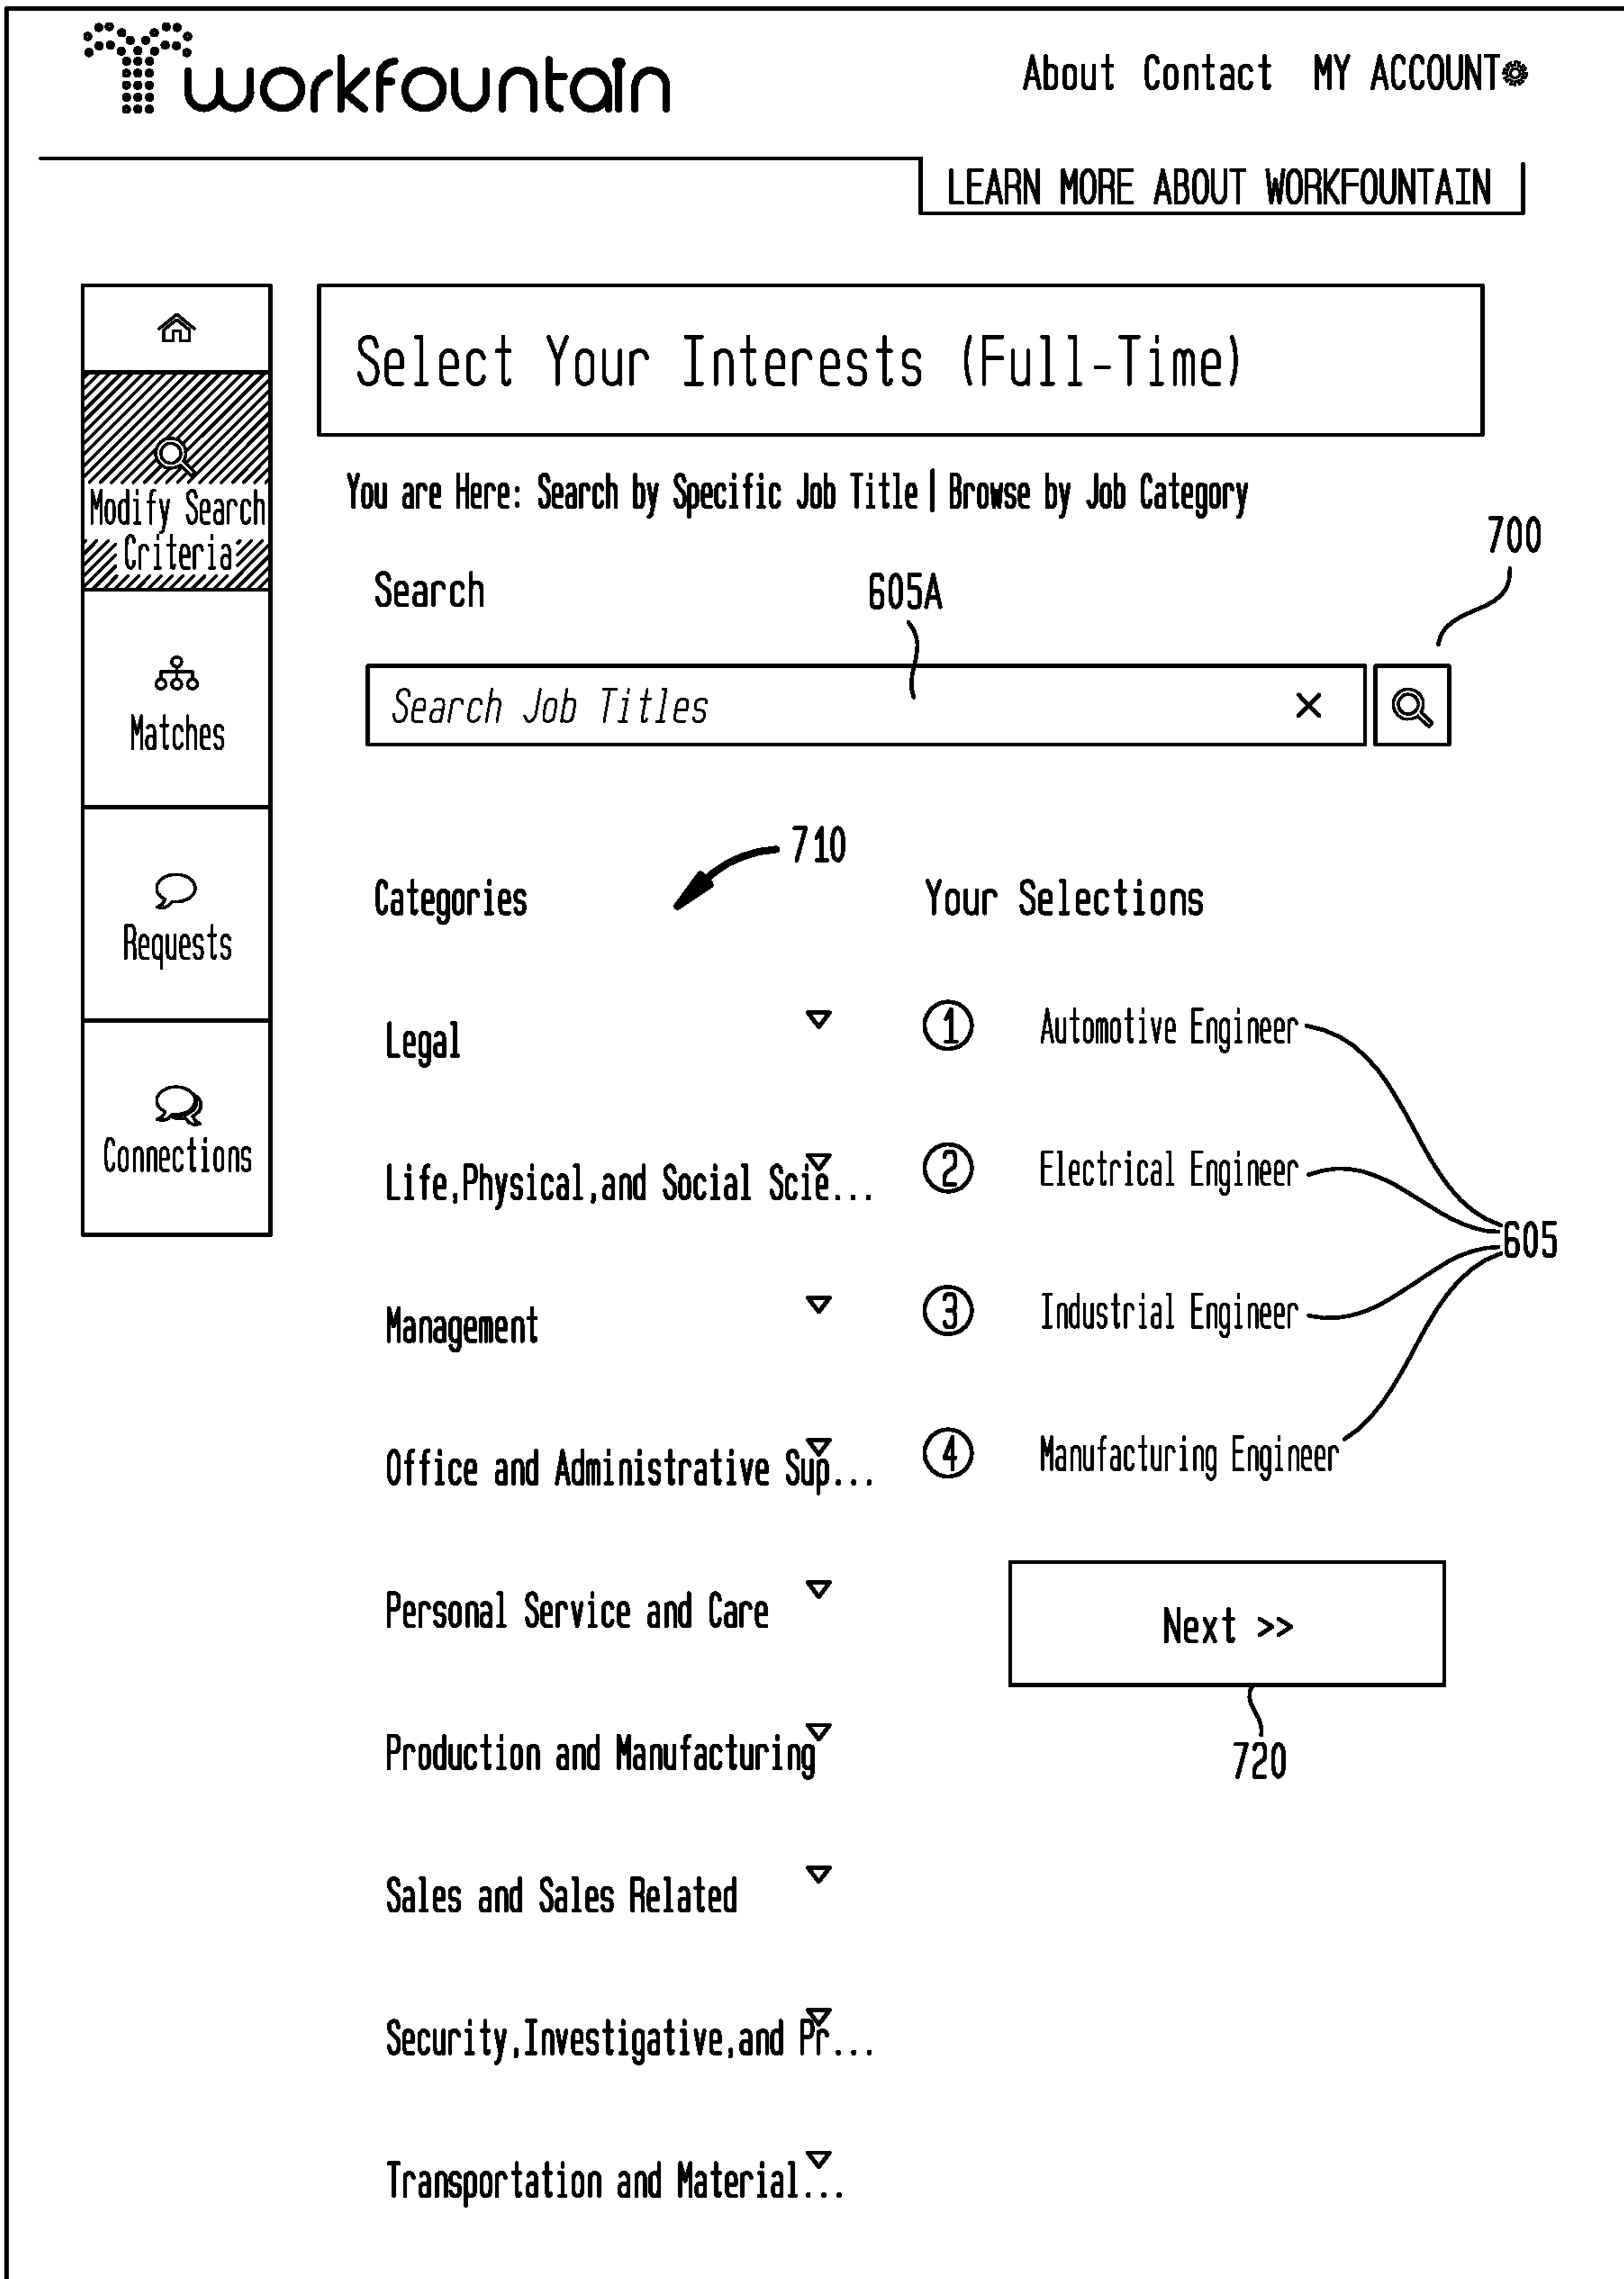 workfountain
About Contact MY ACCOUNT
LEARN MORE ABOUT WORKFOUNTAIN
Select Your Interests (Full-Time)
Modify Search
Criteria
Matches
Requests
Connections
You are Here: Search by Specific Job Title | Browse by Job Category
700
Search
605A
Search Job Titles ×
710
Categories
Legal
Life,Physical,and Social Scie...
Management
Office and Administrative Sup...
Personal Service and Care
Production and Manufacturing
Sales and Sales Related
Security,Investigative,and Pr...
Transportation and Material...
Your Selections
1 Automotive Engineer
2 Electrical Engineer
3 Industrial Engineer
4 Manufacturing Engineer
605
Next >>
720